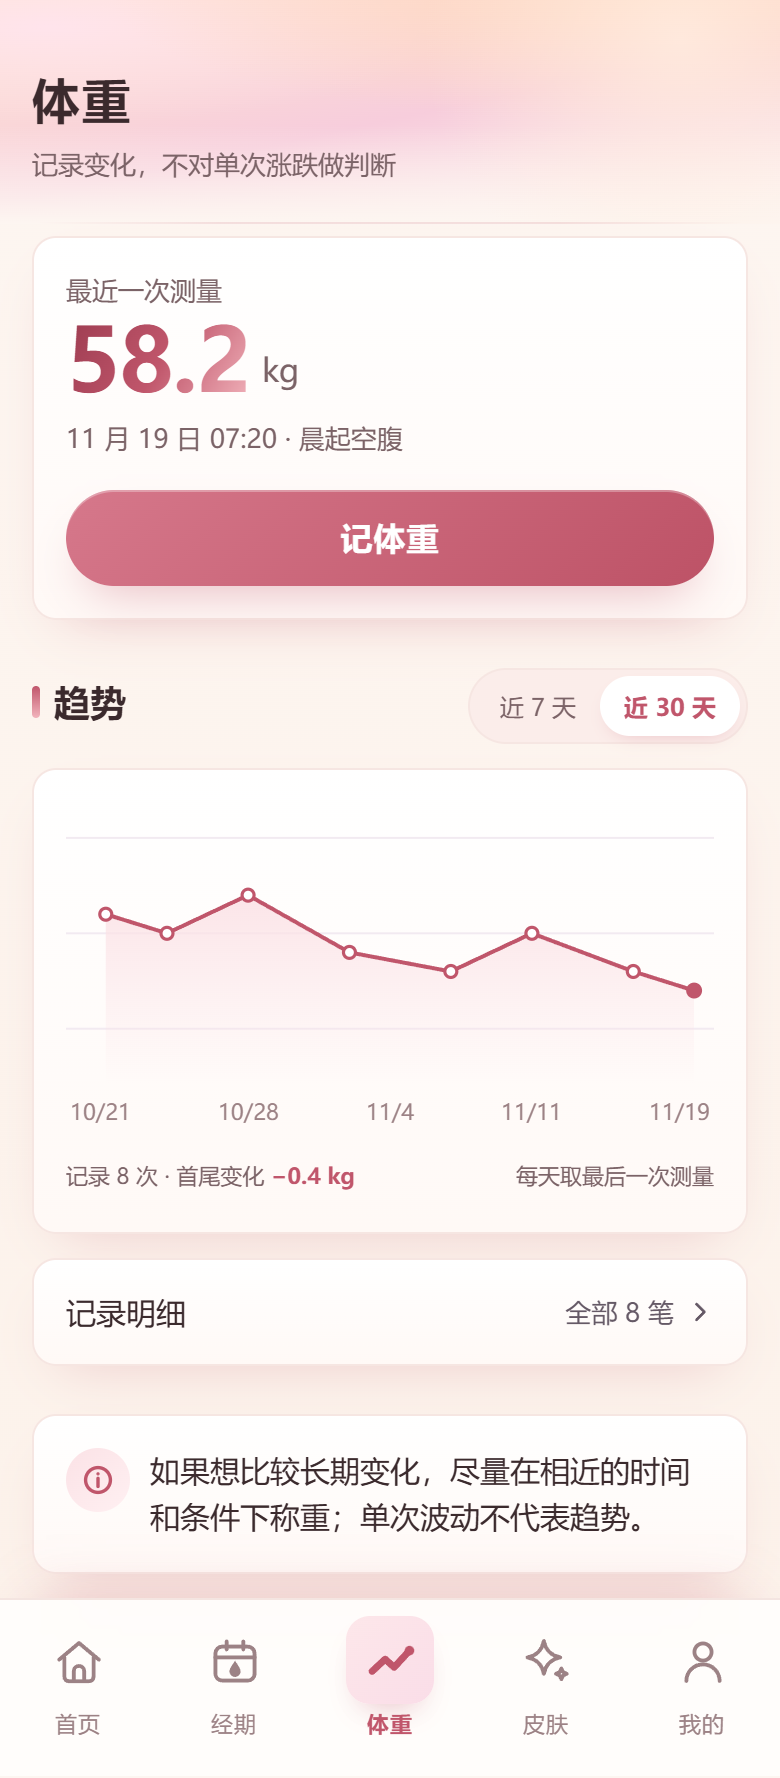 体重
记录变化，不对单次涨跌做判断
最近一次测量
58.2 kg
11 月 19 日 07:20 · 晨起空腹
记体重
趋势
近 7 天
近 30 天
10/21 10/28 11/4 11/11 11/19
记录 8 次 · 首尾变化 −0.4 kg
每天取最后一次测量
记录明细
全部 8 笔
如果想比较长期变化，尽量在相近的时间
和条件下称重；单次波动不代表趋势。
首页 经期 体重 皮肤 我的